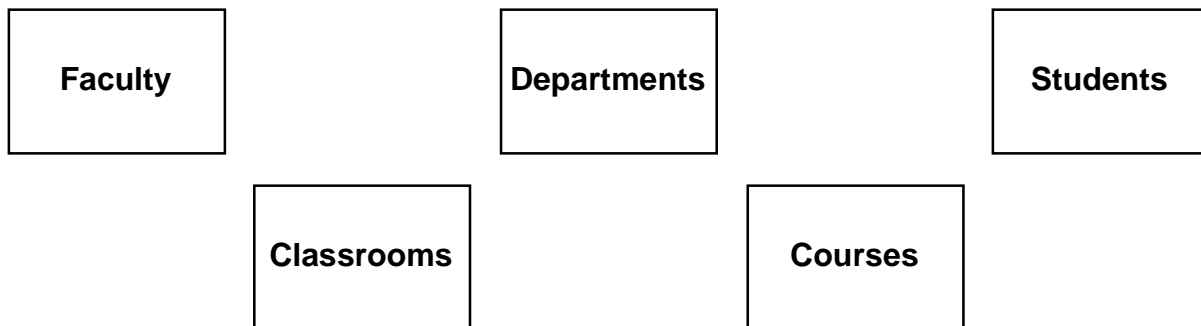 Faculty
Departments
Students
Classrooms
Courses